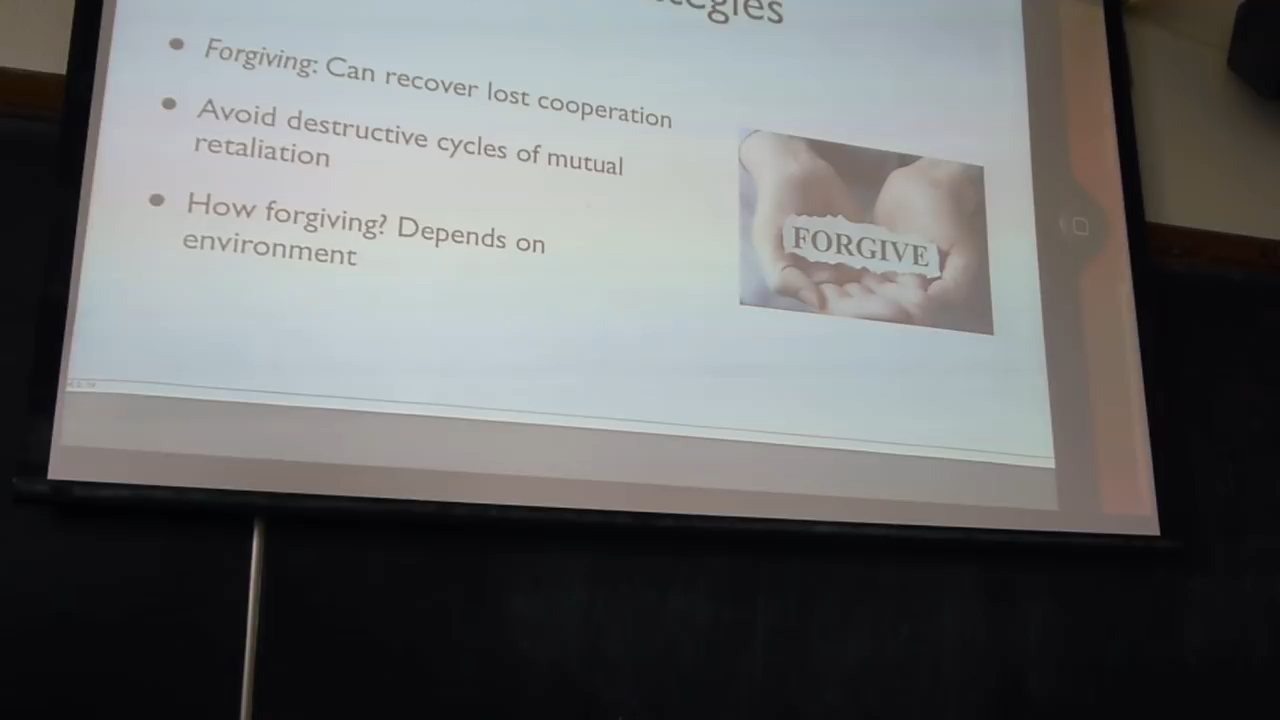 Forgiving: Can recover lost cooperation
Avoid destructive cycles of mutual
retaliation
How forgiving? Depends on
environment
FORGIVE